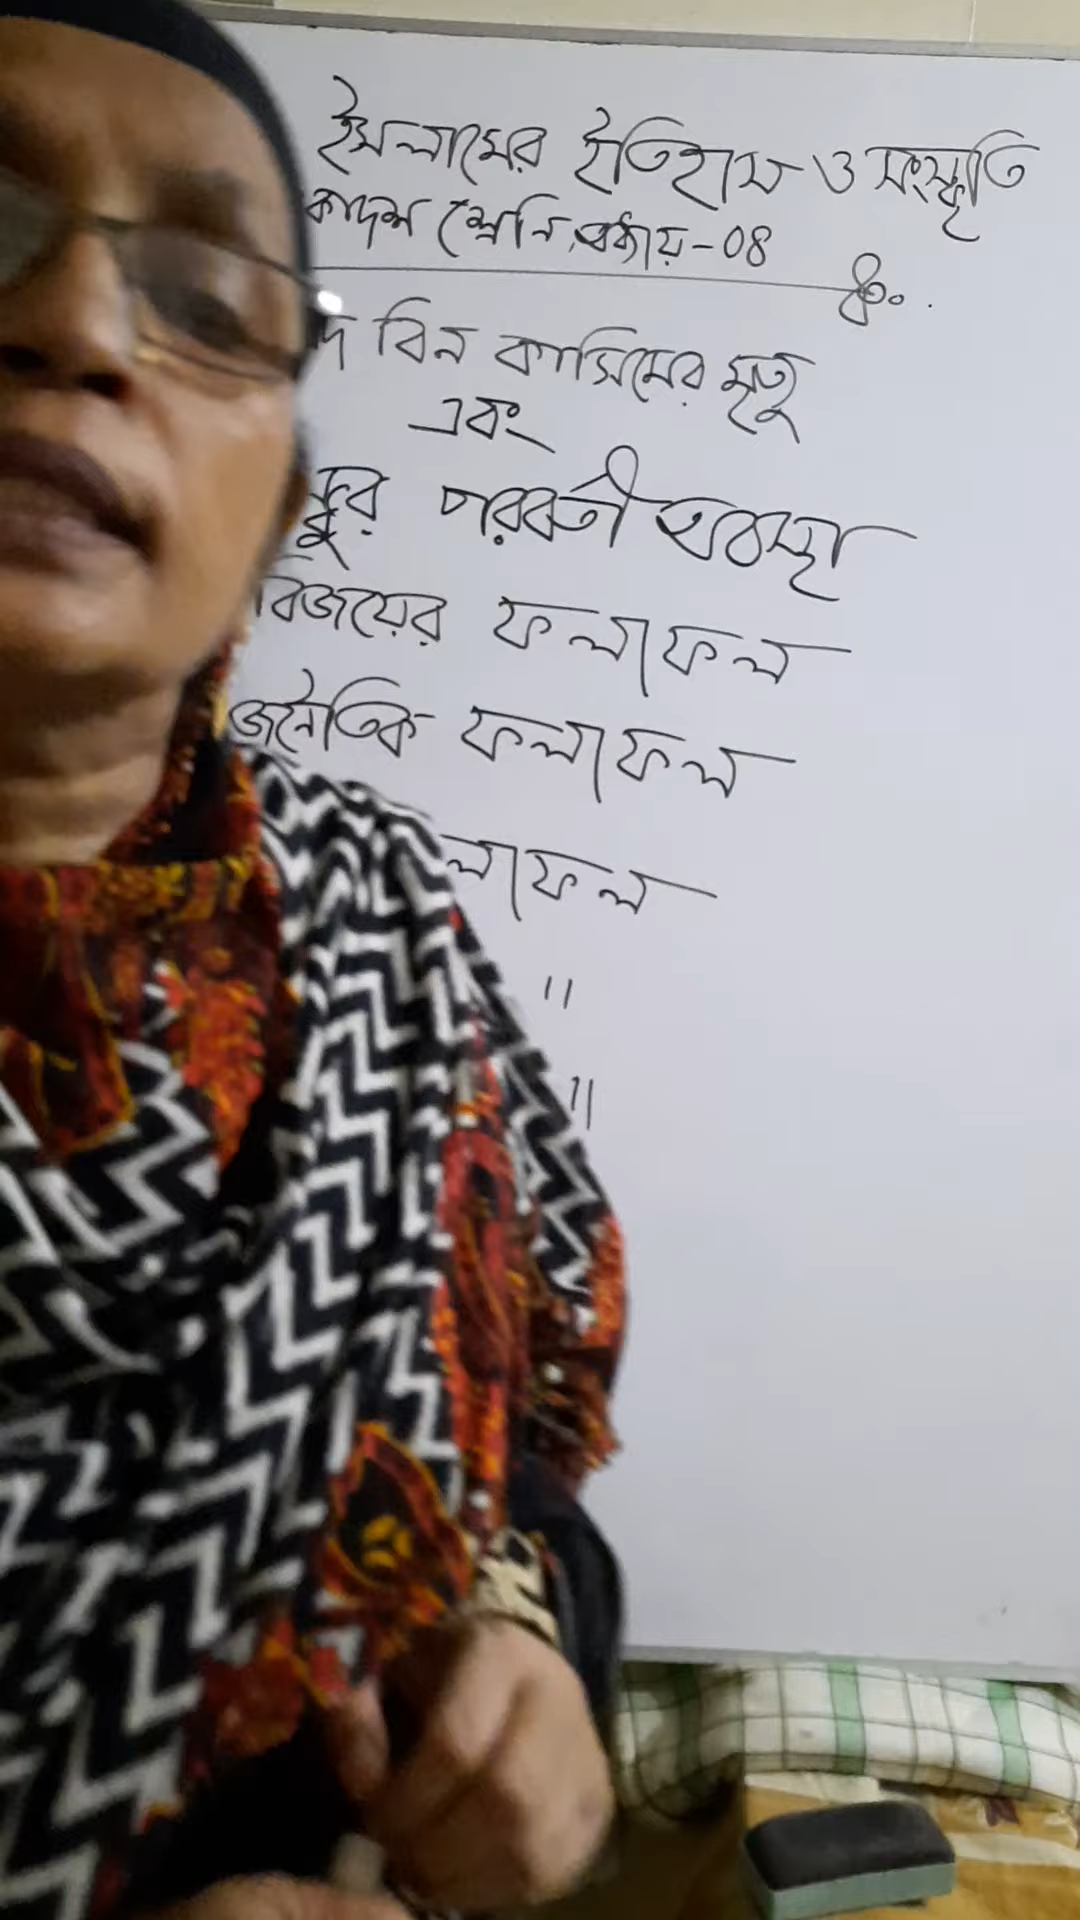 ইসলামের ইতিহাস ও সংস্কৃতি
কাদশ শ্রেনি, অধ্যায়-০৪
দ বিন কাসিমের মৃত্যু
এবং
পরবর্তী অবস্থা
বিজয়ের ফলাফল
জনৈতিক ফলাফল
লাফল
"
"